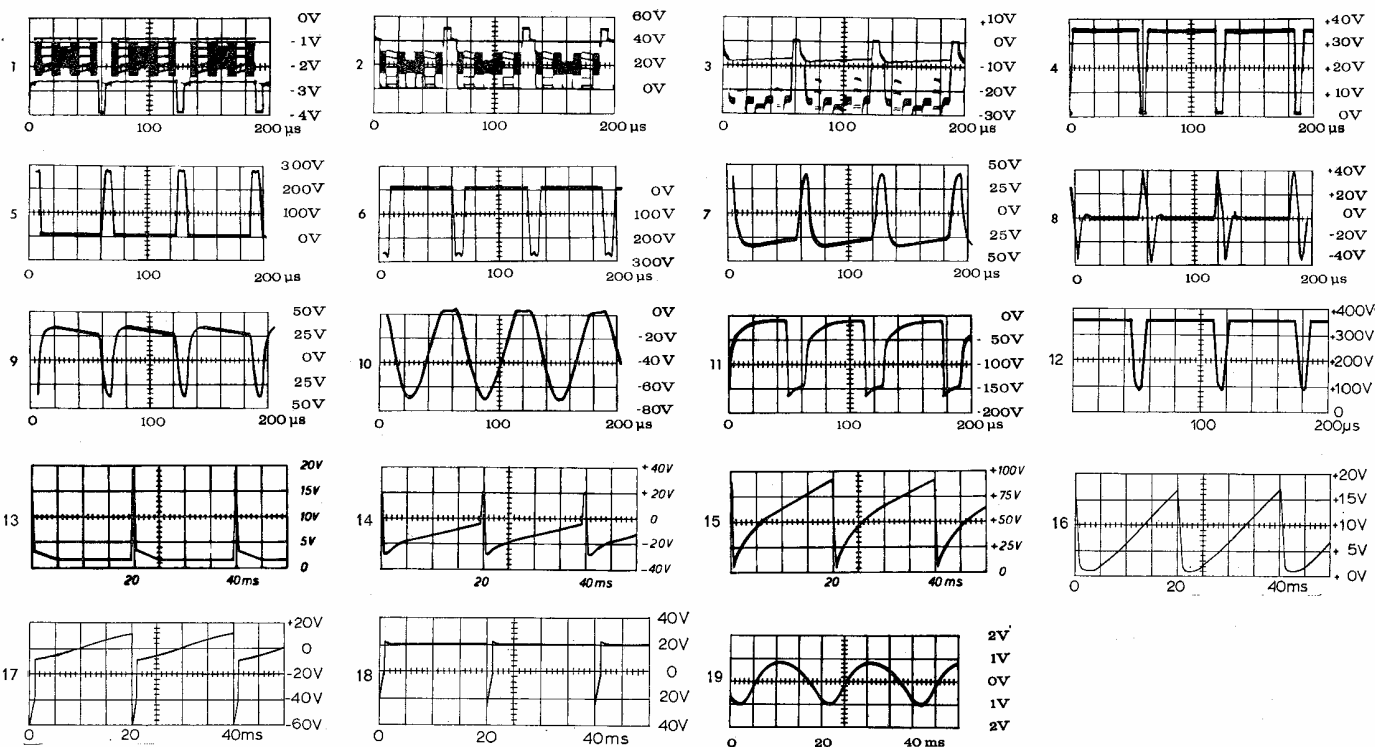 1
0V
-1V
-2V
-3V
-4V
0 100 200 µs
2
60V
40V
20V
0V
0 100 200 µs
3
+10V
0V
-10V
-20V
-30V
0 100 200 µs
4
+40V
+30V
+20V
+10V
0V
0 100 200 µs
5
300V
200V
100V
0V
0 100 200 µs
6
0V
100V
200V
300V
0 100 200 µs
7
50V
25V
0V
25V
50V
0 100 200 µs
8
+40V
+20V
0V
-20V
-40V
0 100 200 µs
9
50V
25V
0V
25V
50V
0 100 200 µs
10
0V
-20V
-40V
-60V
-80V
0 100 200 µs
11
0V
-50V
-100V
-150V
-200V
0 100 200 µs
12
+400V
+300V
+200V
+100V
0
100 200µs
13
20V
15V
10V
5V
0
20 40ms
14
+40V
+20V
0
-20V
-40V
20 40ms
15
+100V
+75V
+50V
+25V
0
20 40ms
16
+20V
+15V
+10V
+5V
+0V
0 20 40ms
17
+20V
0
-20V
-40V
-60V
0 20 40ms
18
40V
20V
0
20V
40V
0 20 40ms
19
2V
1V
0V
1V
2V
0 20 40 ms